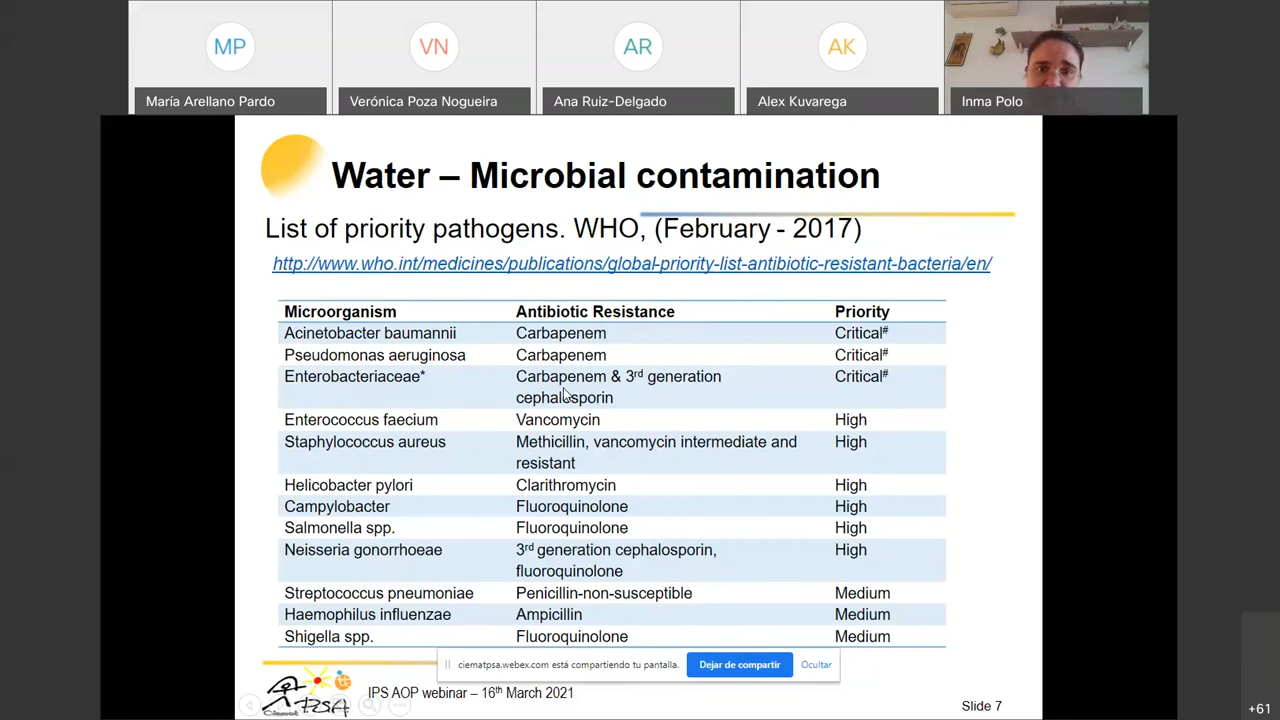 MP
VN
AR
AK
María Arellano Pardo
Verónica Poza Nogueira
Ana Ruiz-Delgado
Alex Kuvarega
Inma Polo
Water – Microbial contamination
List of priority pathogens. WHO, (February - 2017)
http://www.who.int/medicines/publications/global-priority-list-antibiotic-resistant-bacteria/en/
Microorganism Antibiotic Resistance Priority
Acinetobacter baumannii Carbapenem Critical#
Pseudomonas aeruginosa Carbapenem Critical#
Enterobacteriaceae* Carbapenem & 3rd generation Critical#
cephalosporin
Enterococcus faecium Vancomycin High
Staphylococcus aureus Methicillin, vancomycin intermediate and High
resistant
Helicobacter pylori Clarithromycin High
Campylobacter Fluoroquinolone High
Salmonella spp. Fluoroquinolone High
Neisseria gonorrhoeae 3rd generation cephalosporin, High
fluoroquinolone
Streptococcus pneumoniae Penicillin-non-susceptible Medium
Haemophilus influenzae Ampicillin Medium
Shigella spp. Fluoroquinolone Medium
ciematpsa.webex.com está compartiendo tu pantalla. Dejar de compartir Ocultar
IPS AOP webinar – 16th March 2021
Ciemat PSA
Slide 7
+61